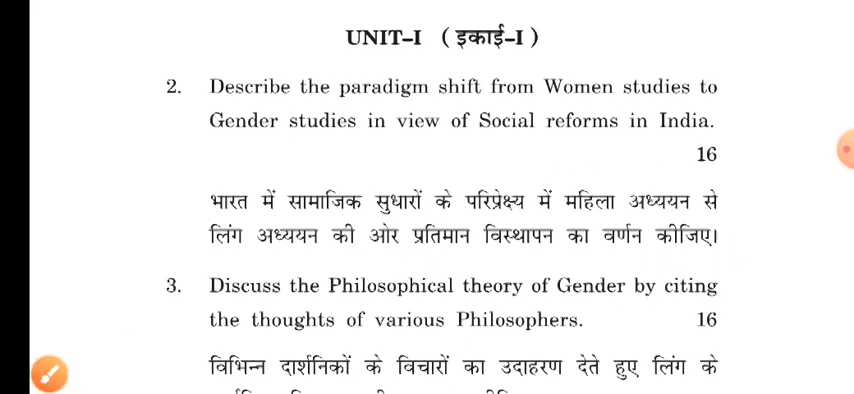 UNIT–I ( इकाई–I )
2. Describe the paradigm shift from Women studies to
Gender studies in view of Social reforms in India.
16
भारत में सामाजिक सुधारों के परिप्रेक्ष्य में महिला अध्ययन से
लिंग अध्ययन की ओर प्रतिमान विस्थापन का वर्णन कीजिए।
3. Discuss the Philosophical theory of Gender by citing
the thoughts of various Philosophers. 16
विभिन्न दार्शनिकों के विचारों का उदाहरण देते हुए लिंग के